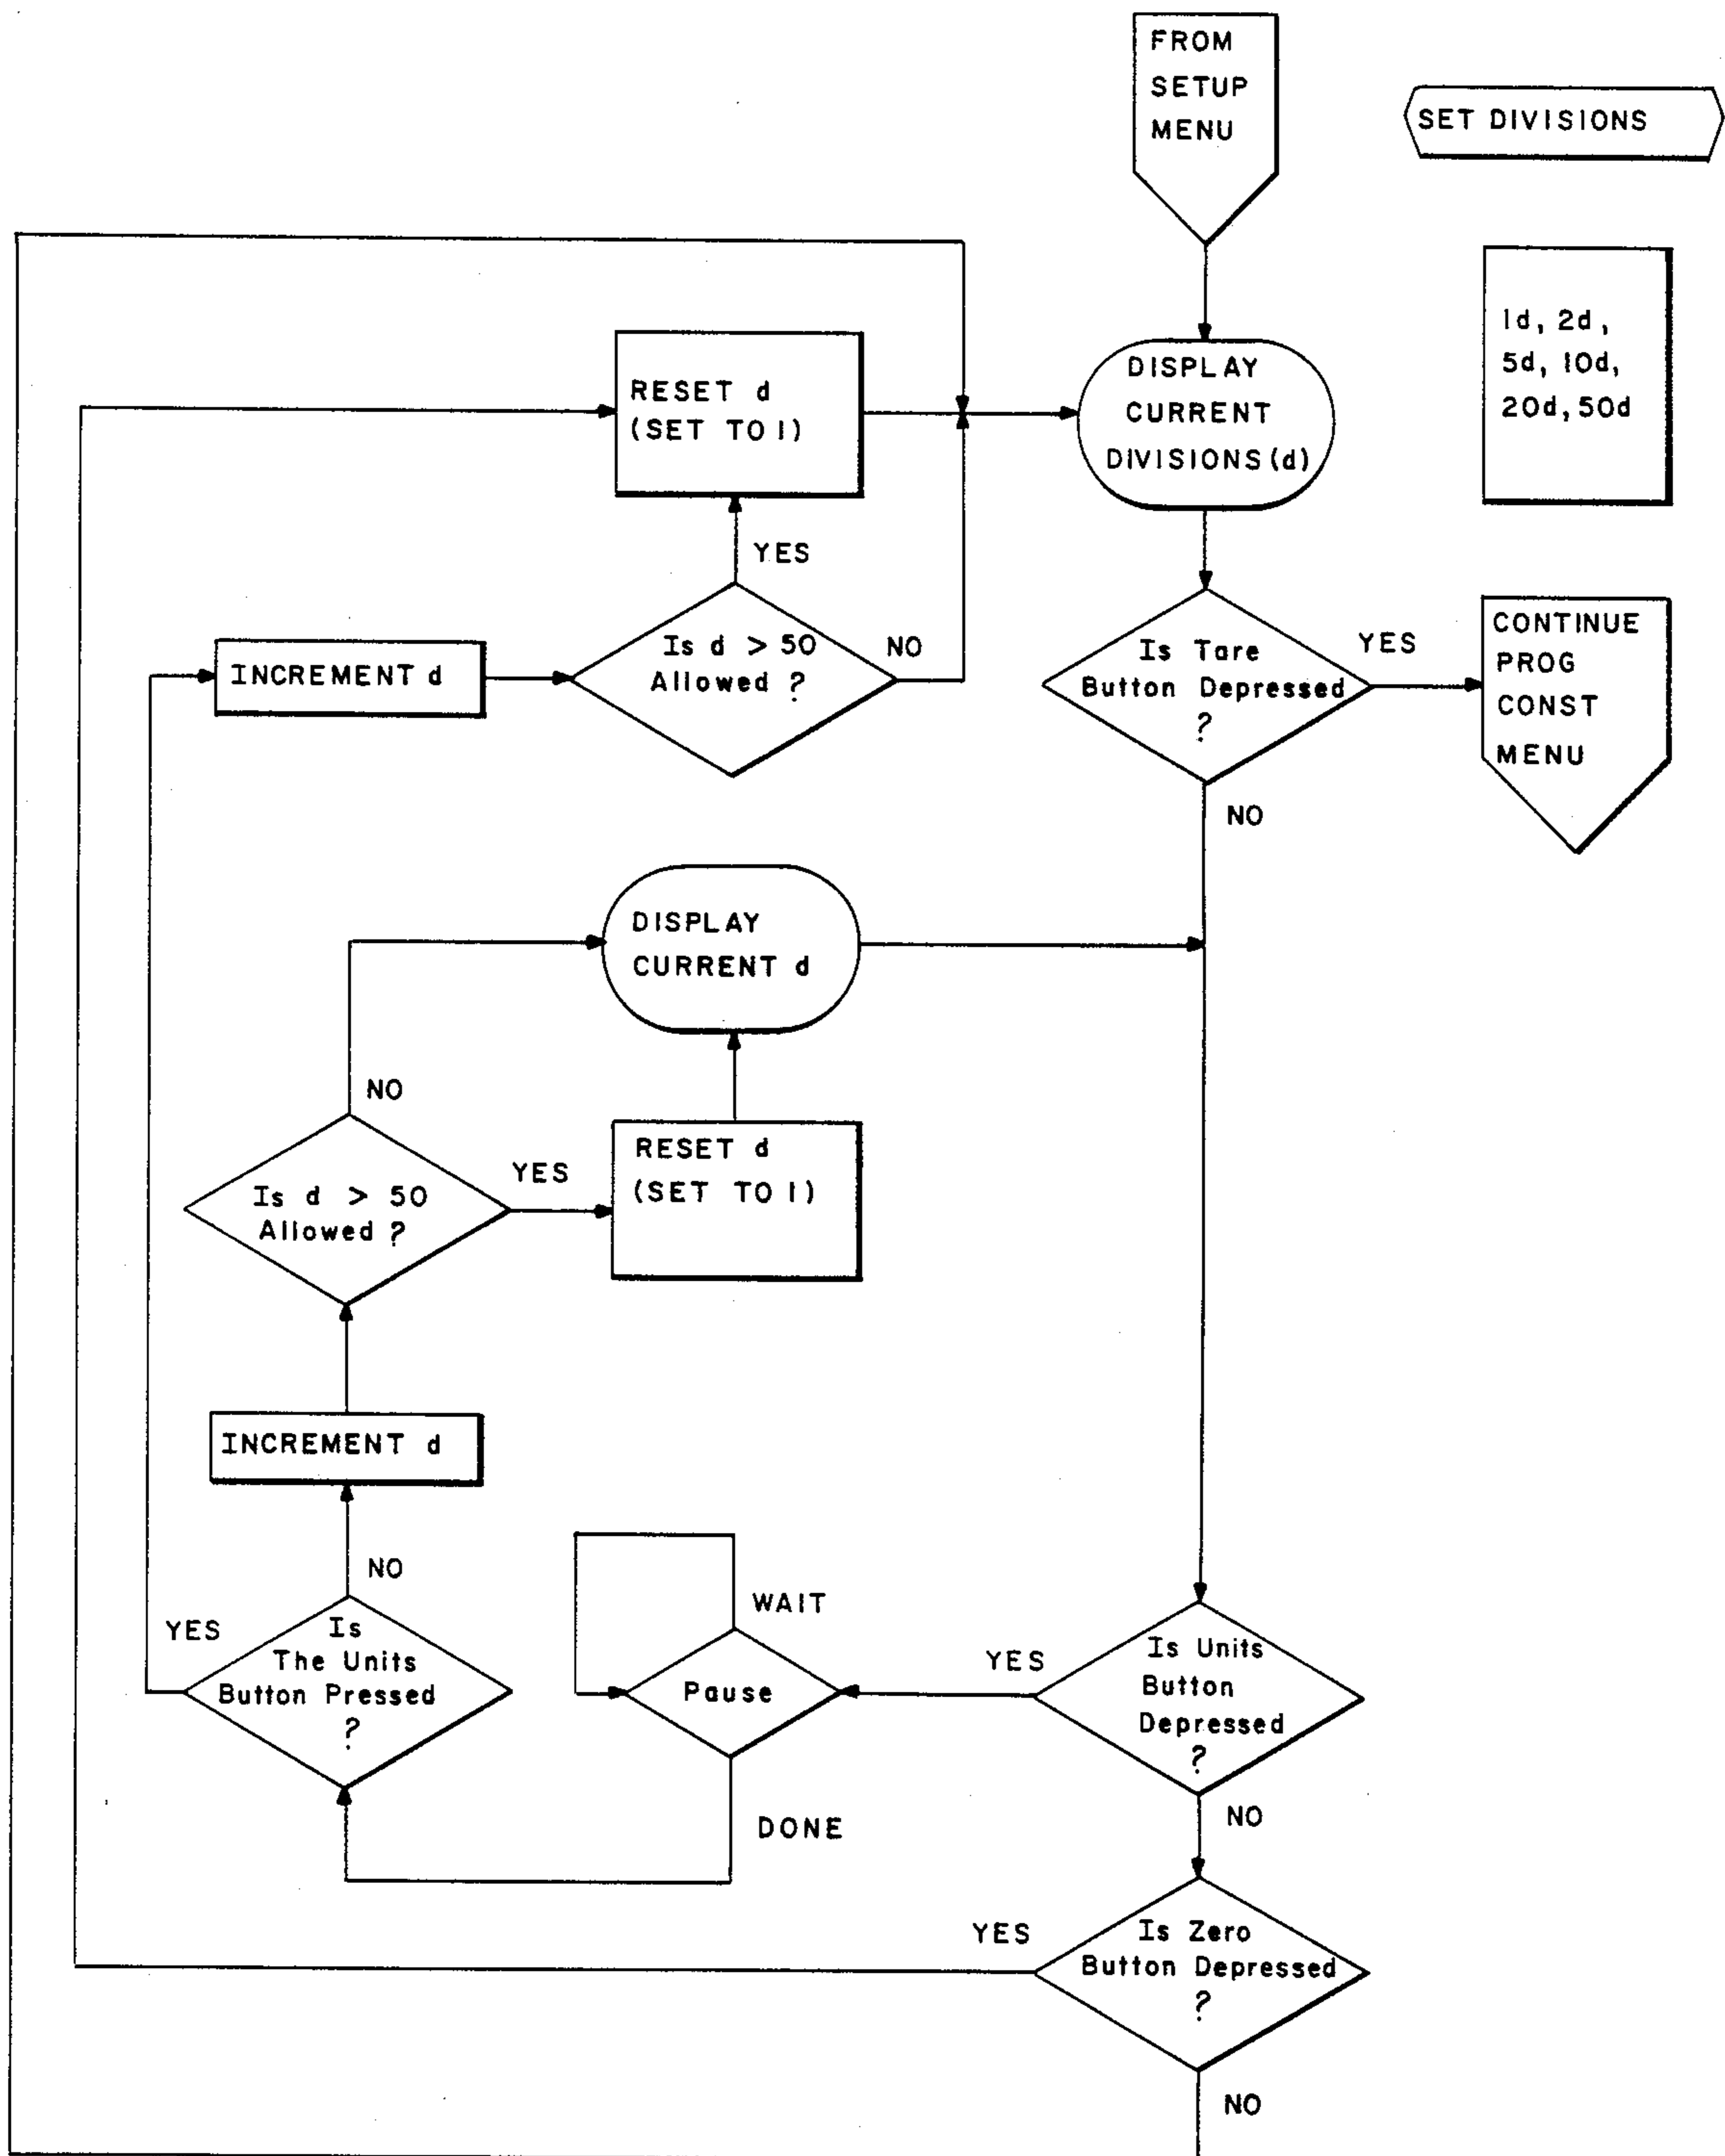 FROM
SETUP
MENU
SET DIVISIONS
1d, 2d,
5d, 10d,
20d, 50d
DISPLAY
CURRENT
DIVISIONS (d)
RESET d
(SET TO 1)
YES
Is d > 50
Allowed ?
NO
INCREMENT d
Is Tare
Button Depressed
?
YES
CONTINUE
PROG
CONST
MENU
NO
DISPLAY
CURRENT d
NO
RESET d
(SET TO 1)
YES
Is d > 50
Allowed ?
INCREMENT d
NO
YES
Is
The Units
Button Pressed
?
WAIT
Pause
DONE
YES
Is Units
Button
Depressed
?
NO
YES
Is Zero
Button Depressed
?
NO